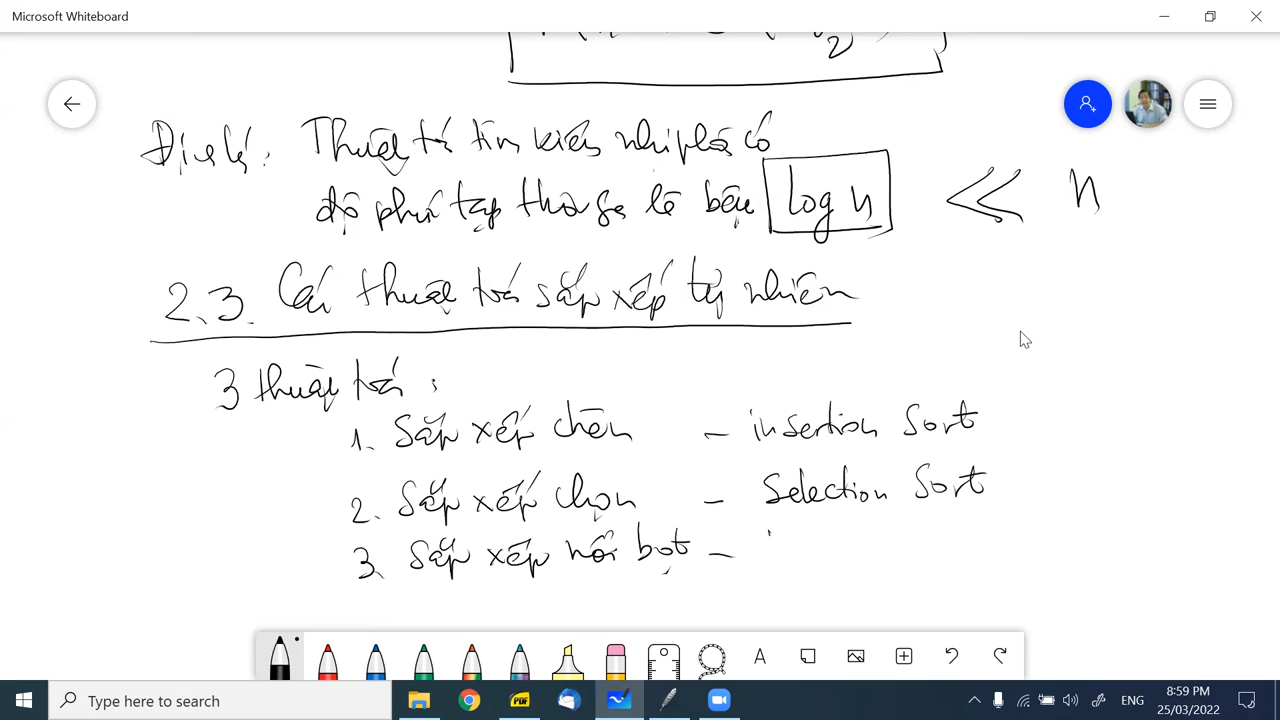 Microsoft Whiteboard
Định lý: Thuật toán tìm kiếm nhị phân có
độ phức tạp thời gian là bậc log n << n
2.3. Các thuật toán sắp xếp tự nhiên
3 thuật toán:
1. Sắp xếp chèn - insertion Sort
2. Sắp xếp chọn - Selection Sort
3. Sắp xếp nổi bọt -
Type here to search
PDF
ENG
8:59 PM
25/03/2022